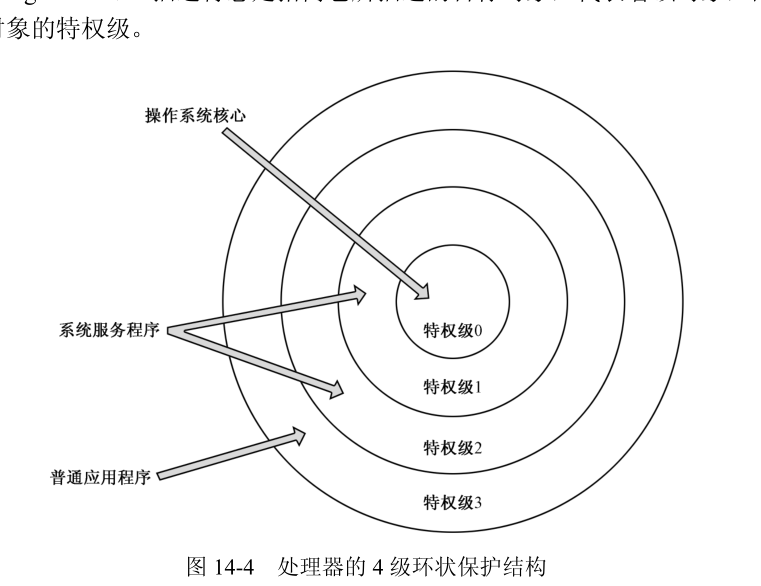 对象的特权级。
操作系统核心
系统服务程序
特权级0
特权级1
特权级2
普通应用程序
特权级3
图 14-4 处理器的 4 级环状保护结构